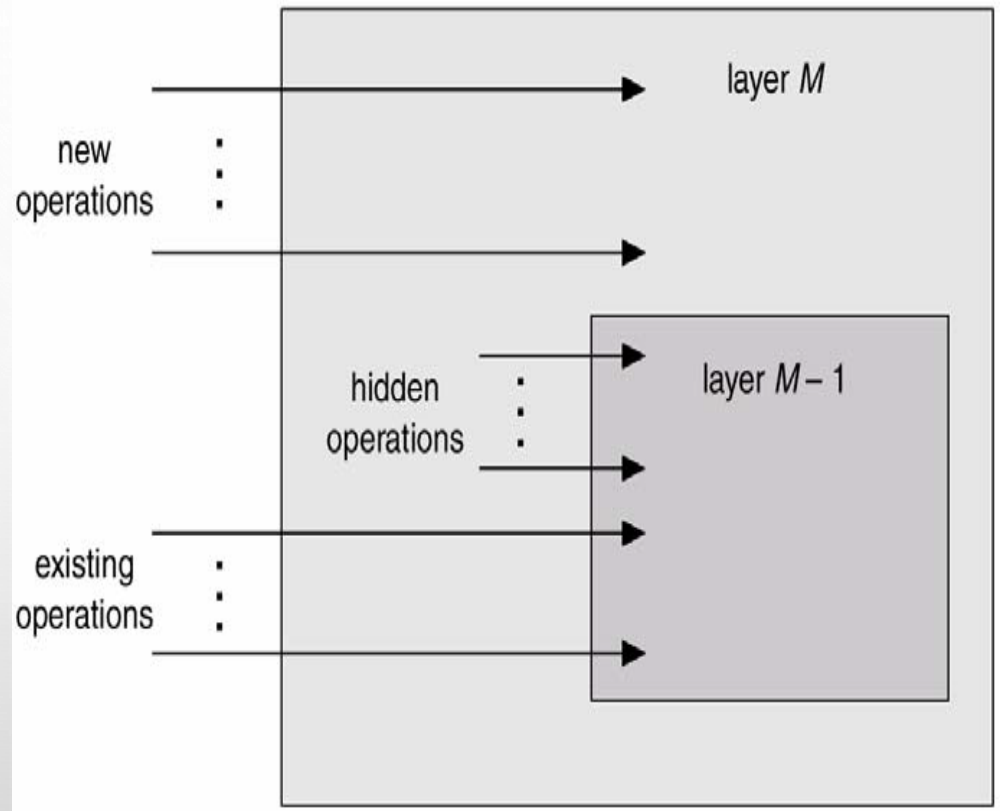 layer M
new
operations
hidden
operations
layer M – 1
existing
operations